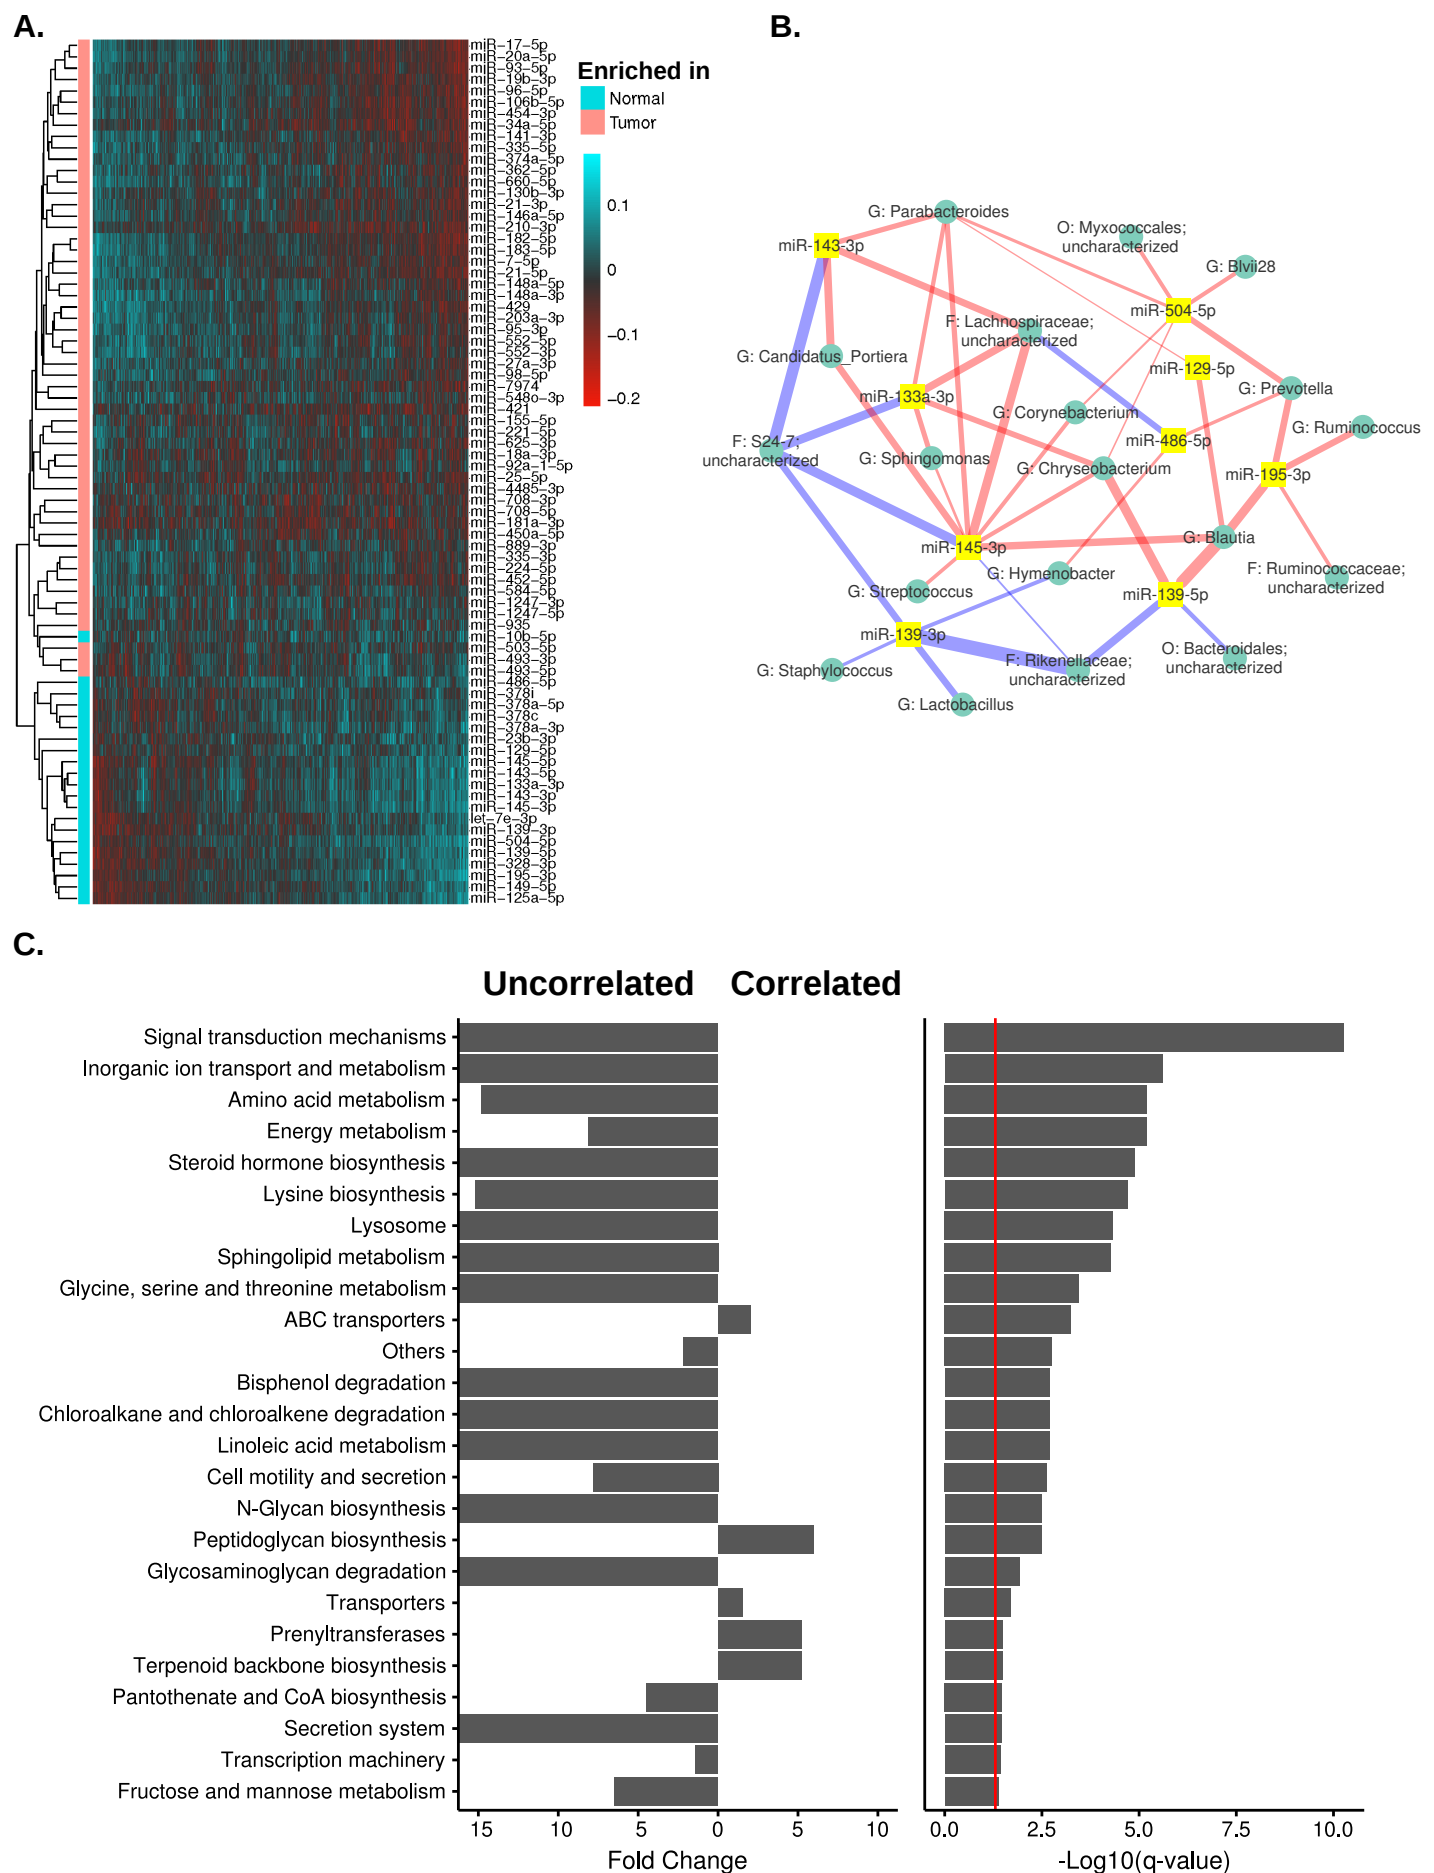 A.
miR−17−5p
miR−20a−5p
miR−93−5p
miR−19b−3p
miR−96−5p
miR−106b−5p
miR−454−3p
miR−34a−5p
miR−141−3p
miR−335−5p
miR−374a−5p
miR−362−5p
miR−660−5p
miR−130b−3p
miR−21−3p
miR−146a−5p
miR−210−3p
miR−182−5p
miR−183−5p
miR−7−5p
miR−21−5p
miR−148a−5p
miR−148a−3p
miR−429
miR−203a−3p
miR−95−3p
miR−552−5p
miR−552−3p
miR−27a−3p
miR−98−5p
miR−7974
miR−548o−3p
miR−421
miR−155−5p
miR−221−5p
miR−625−3p
miR−18a−3p
miR−92a−1−5p
miR−25−5p
miR−4485−3p
miR−708−3p
miR−708−5p
miR−181a−3p
miR−450a−5p
miR−889−3p
miR−335−3p
miR−224−5p
miR−452−5p
miR−584−5p
miR−1247−3p
miR−1247−5p
miR−935
miR−10b−5p
miR−503−5p
miR−493−3p
miR−493−5p
miR−486−5p
miR−378i
miR−378a−5p
miR−378c
miR−378a−3p
miR−23b−3p
miR−129−5p
miR−145−5p
miR−143−5p
miR−133a−3p
miR−143−3p
miR−145−3p
let−7e−3p
miR−139−3p
miR−504−5p
miR−139−5p
miR−328−3p
miR−195−3p
miR−149−5p
miR−125a−5p
Enriched in
Normal
Tumor
0.1
0
−0.1
−0.2
B.
G: Parabacteroides
miR-143-3p
O: Myxococcales;
uncharacterized
G: Blvii28
miR-504-5p
F: Lachnospiraceae;
uncharacterized
G: Candidatus_Portiera
miR-129-5p
miR-133a-3p
G: Prevotella
G: Corynebacterium
G: Ruminococcus
F: S24-7;
uncharacterized
miR-486-5p
G: Sphingomonas
G: Chryseobacterium
miR-195-3p
miR-145-3p
G: Blautia
G: Hymenobacter
F: Ruminococcaceae;
uncharacterized
G: Streptococcus
miR-139-5p
miR-139-3p
O: Bacteroidales;
uncharacterized
G: Staphylococcus
F: Rikenellaceae;
uncharacterized
G: Lactobacillus
C.
Uncorrelated Correlated
Signal transduction mechanisms
Inorganic ion transport and metabolism
Amino acid metabolism
Energy metabolism
Steroid hormone biosynthesis
Lysine biosynthesis
Lysosome
Sphingolipid metabolism
Glycine, serine and threonine metabolism
ABC transporters
Others
Bisphenol degradation
Chloroalkane and chloroalkene degradation
Linoleic acid metabolism
Cell motility and secretion
N-Glycan biosynthesis
Peptidoglycan biosynthesis
Glycosaminoglycan degradation
Transporters
Prenyltransferases
Terpenoid backbone biosynthesis
Pantothenate and CoA biosynthesis
Secretion system
Transcription machinery
Fructose and mannose metabolism
15 10 5 0 5 10
Fold Change
0.0 2.5 5.0 7.5 10.0
-Log10(q-value)